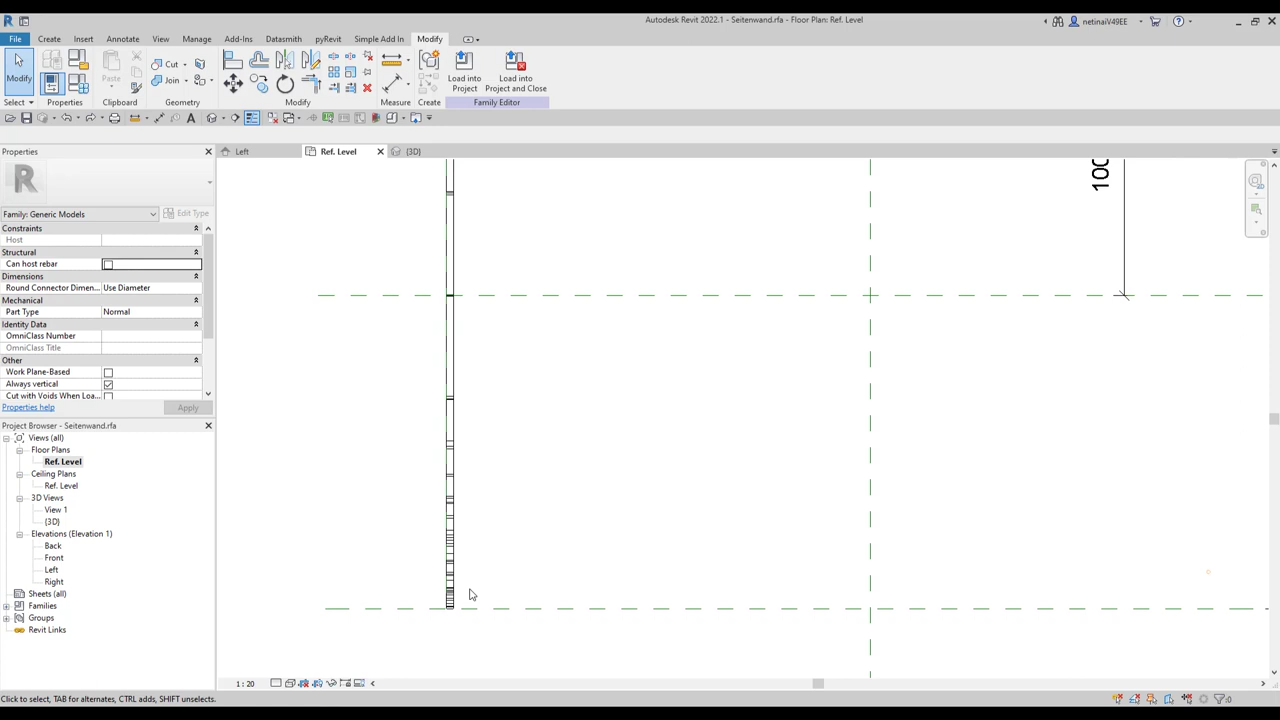 Autodesk Revit 2022.1 - Seitenwand.rfa - Floor Plan: Ref. Level
netinaiV49EE
File Create Insert Annotate View Manage Add-Ins Datasmith pyRevit Simple Add In Modify
Modify
Paste
Cut
Join
Load into Project
Load into Project and Close
Select Properties Clipboard Geometry Modify Measure Create Family Editor
Properties
Left Ref. Level {3D}
R
Family: Generic Models Edit Type
Constraints
Host
Structural
Can host rebar
Dimensions
Round Connector Dimen... Use Diameter
Mechanical
Part Type Normal
Identity Data
OmniClass Number
OmniClass Title
Other
Work Plane-Based
Always vertical
Cut with Voids When Loa...
Properties help Apply
Project Browser - Seitenwand.rfa
Views (all)
Floor Plans
Ref. Level
Ceiling Plans
Ref. Level
3D Views
View 1
{3D}
Elevations (Elevation 1)
Back
Front
Left
Right
Sheets (all)
Families
Groups
Revit Links
100
1 : 20
Click to select, TAB for alternates, CTRL adds, SHIFT unselects.
:0